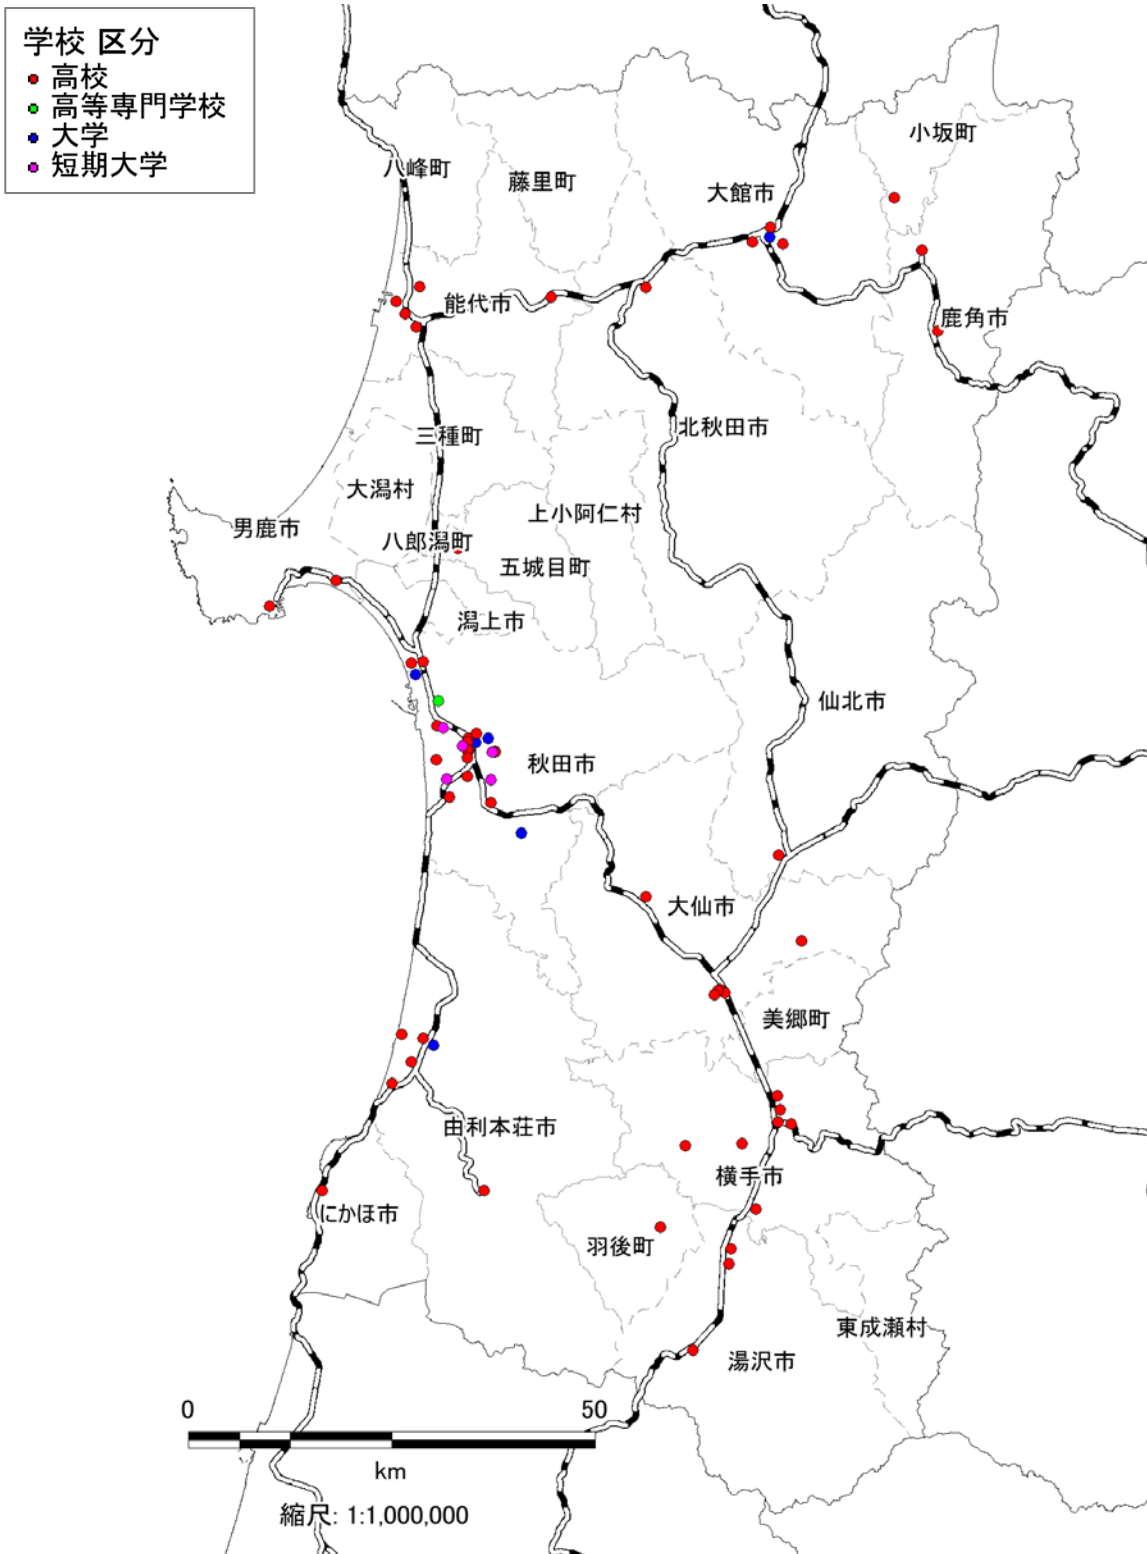 学校 区分
高校
高等専門学校
大学
短期大学
小坂町
八峰町
藤里町
大館市
能代市
鹿角市
三種町
北秋田市
大潟村
上小阿仁村
男鹿市
八郎潟町
五城目町
潟上市
仙北市
秋田市
大仙市
美郷町
由利本荘市
横手市
にかほ市
羽後町
東成瀬村
湯沢市
0 50
km
縮尺: 1:1,000,000